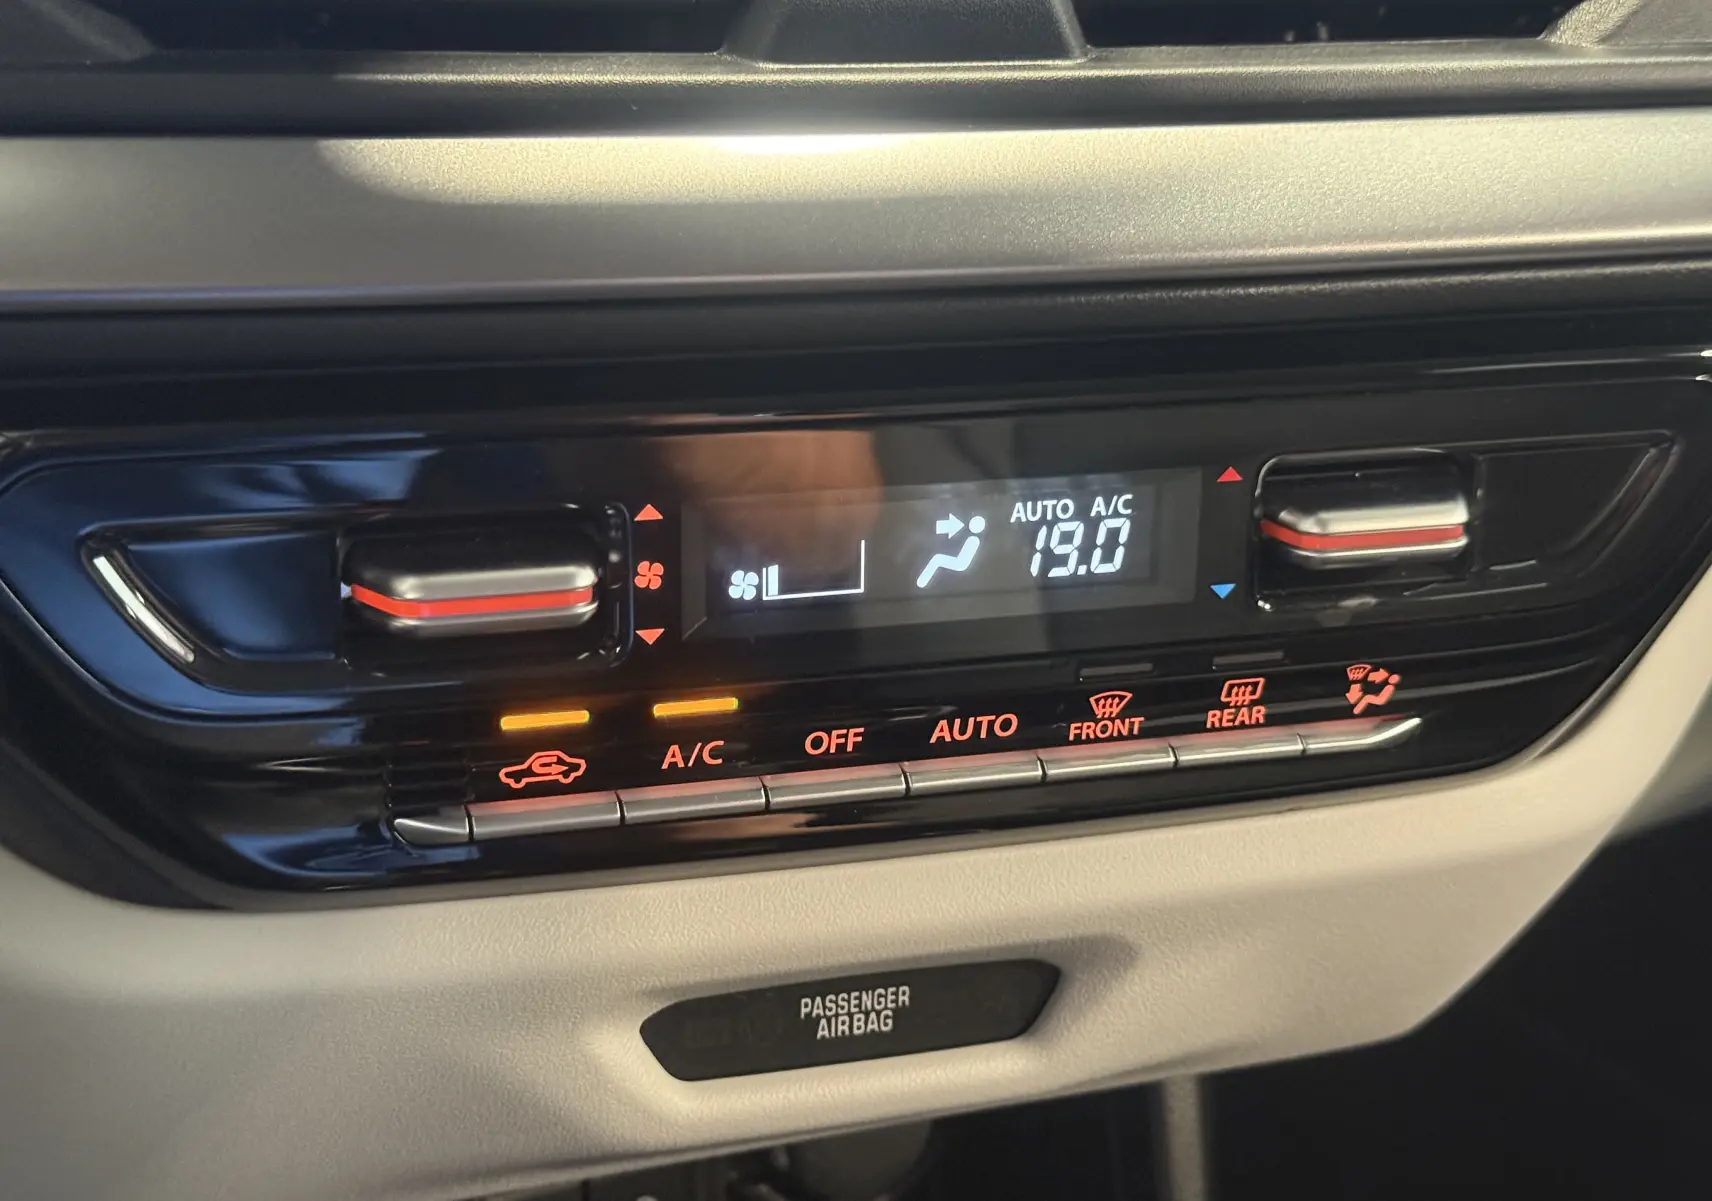 AUTO A/C
19.0
A/C
OFF
AUTO
FRONT
REAR
PASSENGER
AIRBAG